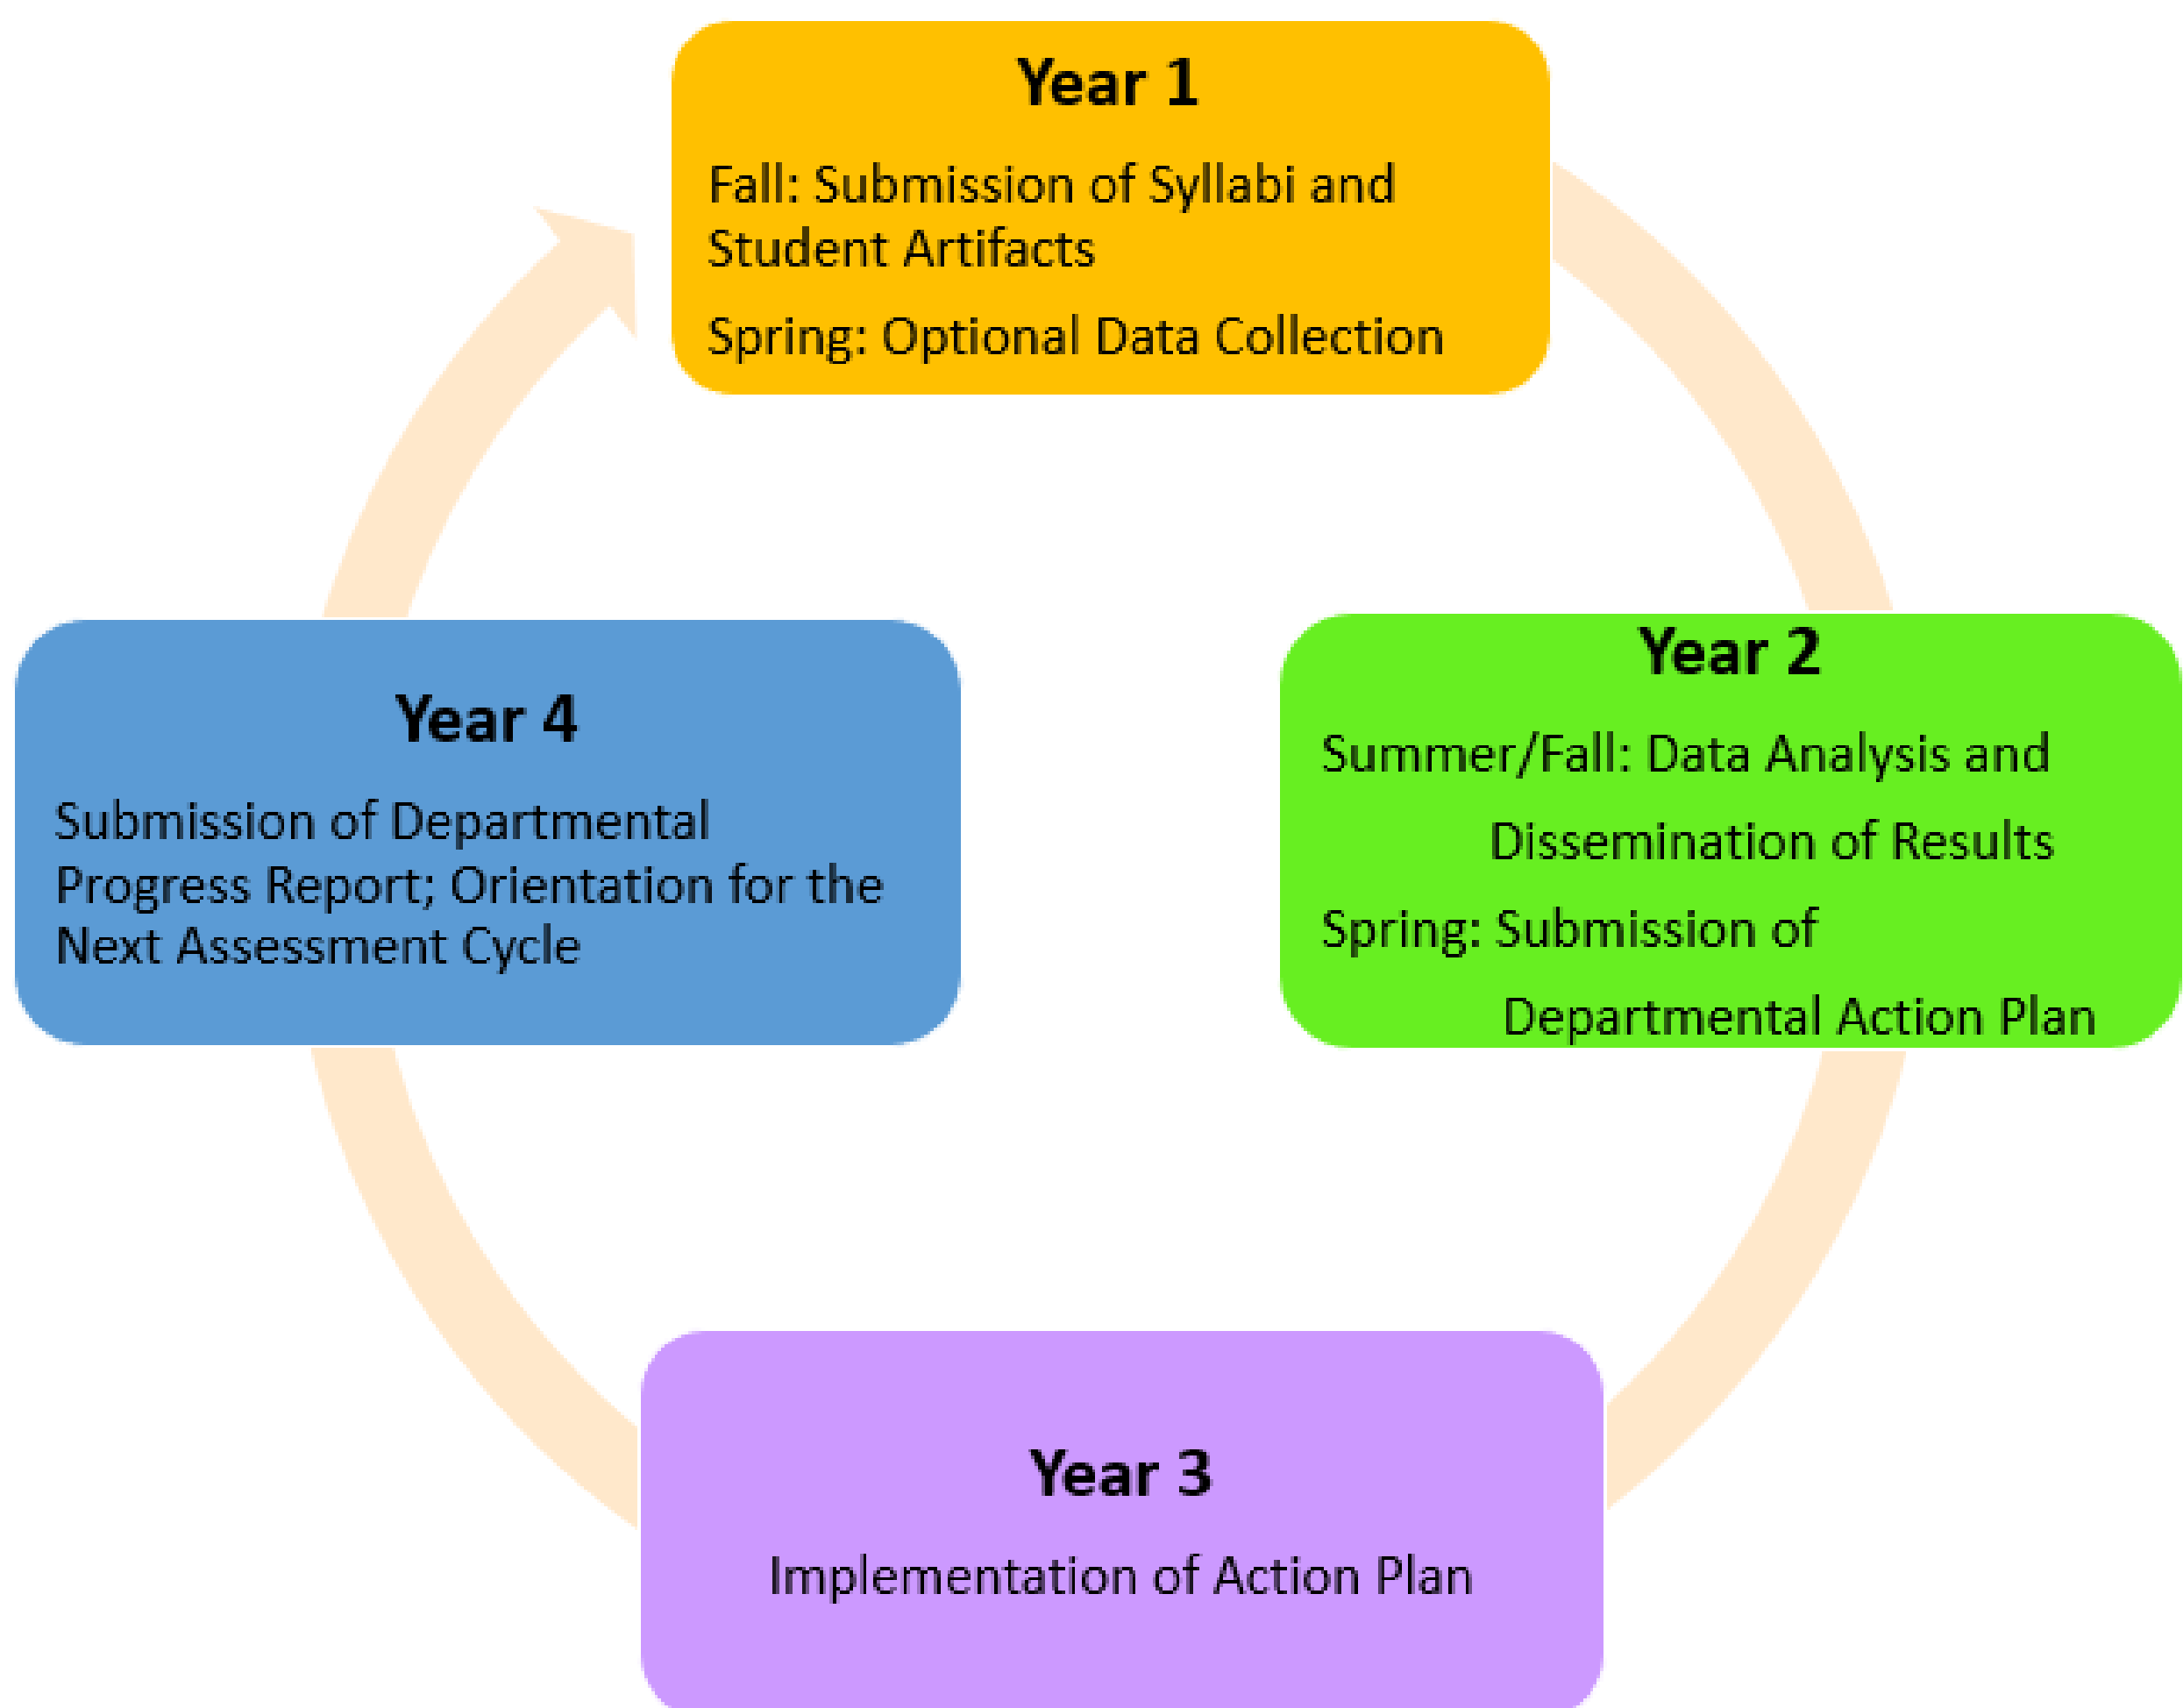 Year 1
Fall: Submission of Syllabi and
Student Artifacts
Spring: Optional Data Collection
Year 2
Summer/Fall: Data Analysis and
Dissemination of Results
Spring: Submission of
Departmental Action Plan
Year 3
Implementation of Action Plan
Year 4
Submission of Departmental
Progress Report; Orientation for the
Next Assessment Cycle